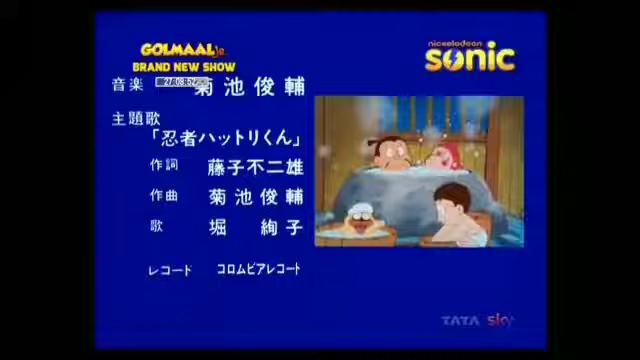 GOLMAAL Jr.
BRAND NEW SHOW
nickelodeon
sonic
音楽 菊池俊輔
主題歌
「忍者ハットリくん」
作詞 藤子不二雄
作曲 菊池俊輔
歌 堀 絢子
レコード コロムビアレコード
TATA sky